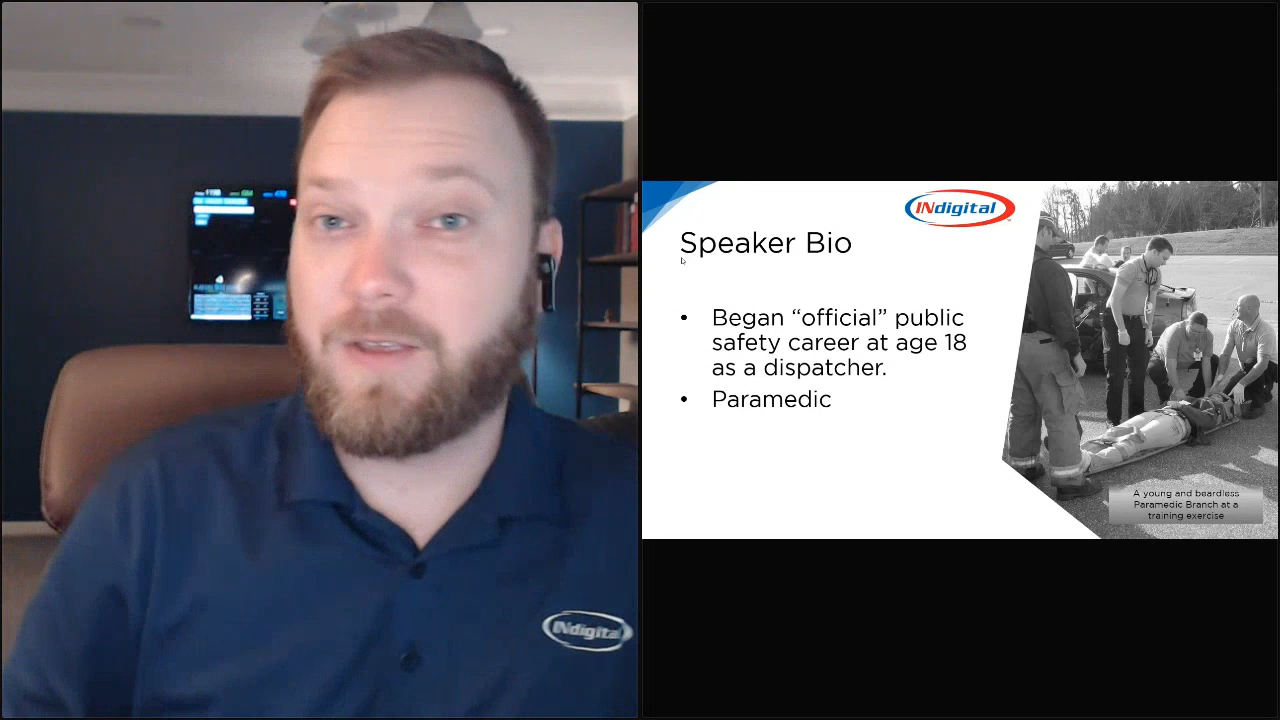 INdigital
Speaker Bio
• Began “official” public
safety career at age 18
as a dispatcher.
• Paramedic
A young and beardless
Paramedic Branch at a
training exercise
INdigital